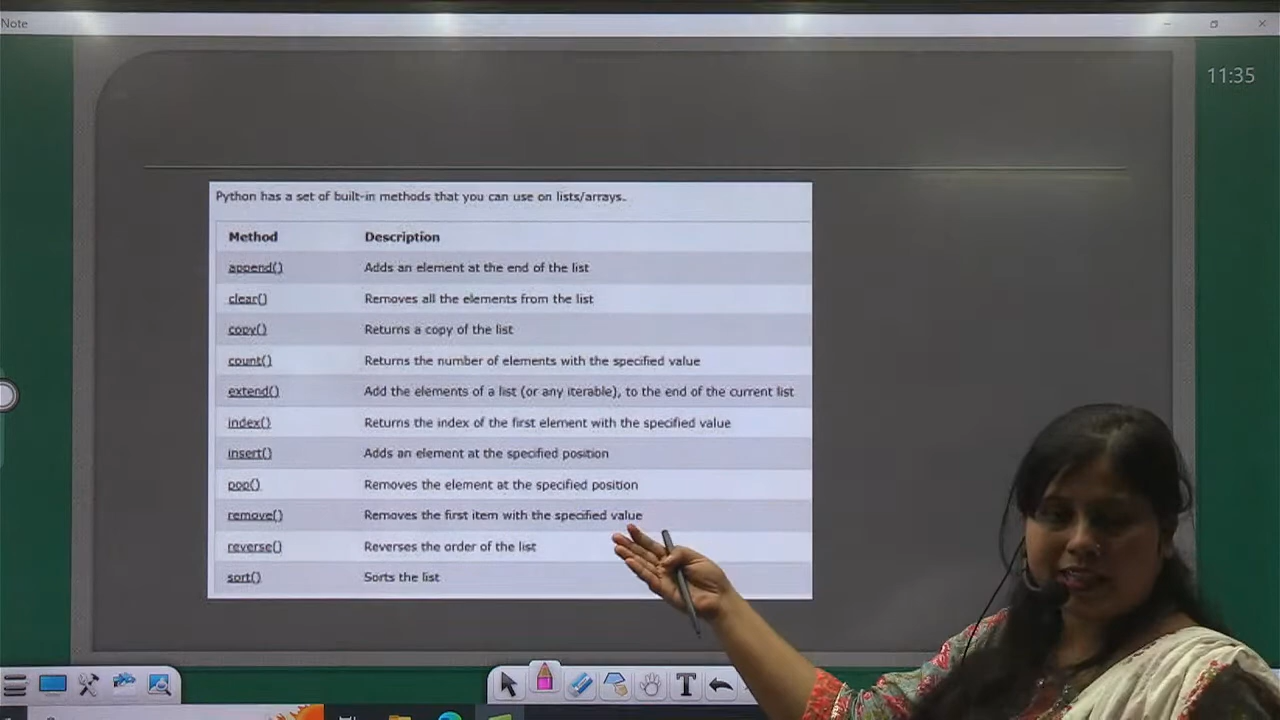 Note
11:35
Python has a set of built-in methods that you can use on lists/arrays.
Method Description
append() Adds an element at the end of the list
clear() Removes all the elements from the list
copy() Returns a copy of the list
count() Returns the number of elements with the specified value
extend() Add the elements of a list (or any iterable), to the end of the current list
index() Returns the index of the first element with the specified value
insert() Adds an element at the specified position
pop() Removes the element at the specified position
remove() Removes the first item with the specified value
reverse() Reverses the order of the list
sort() Sorts the list
T